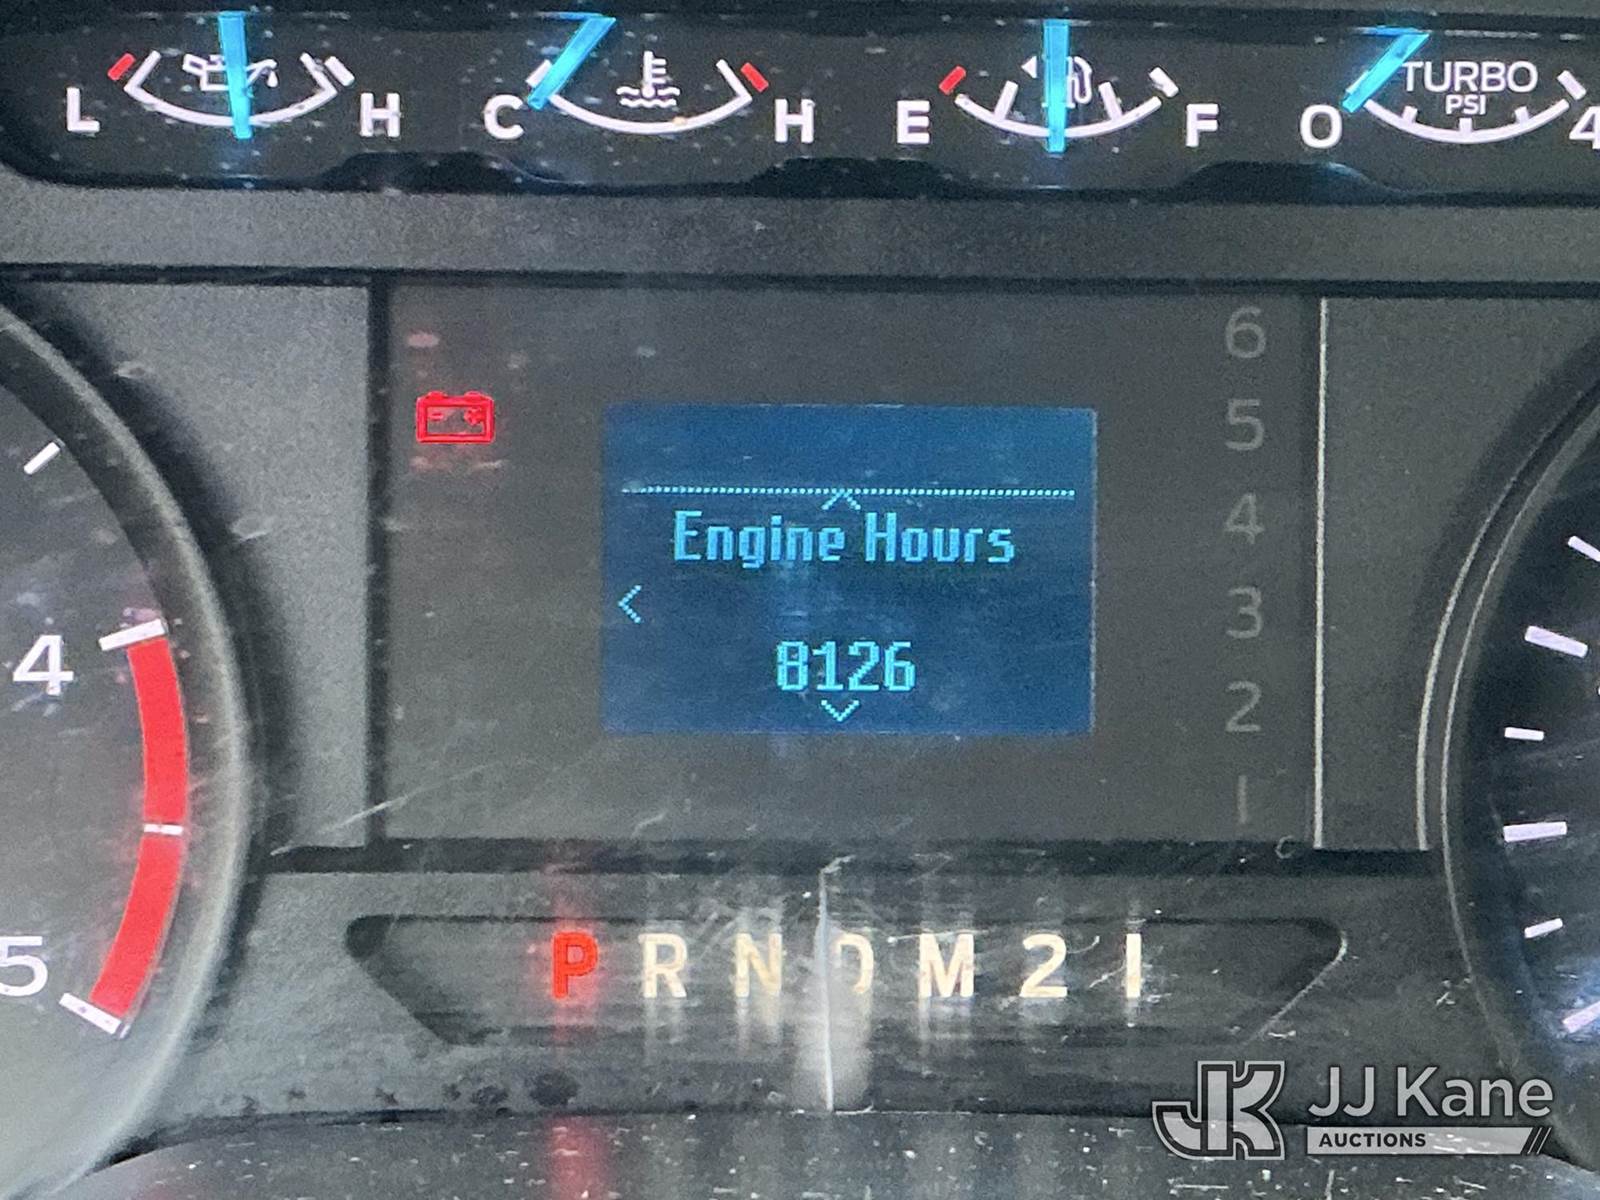 L H C H E F 0 TURBO PSI 4
6
5
4
3
2
1
Engine Hours
8126
4
5
P R N D M 2 1
JJ Kane
AUCTIONS